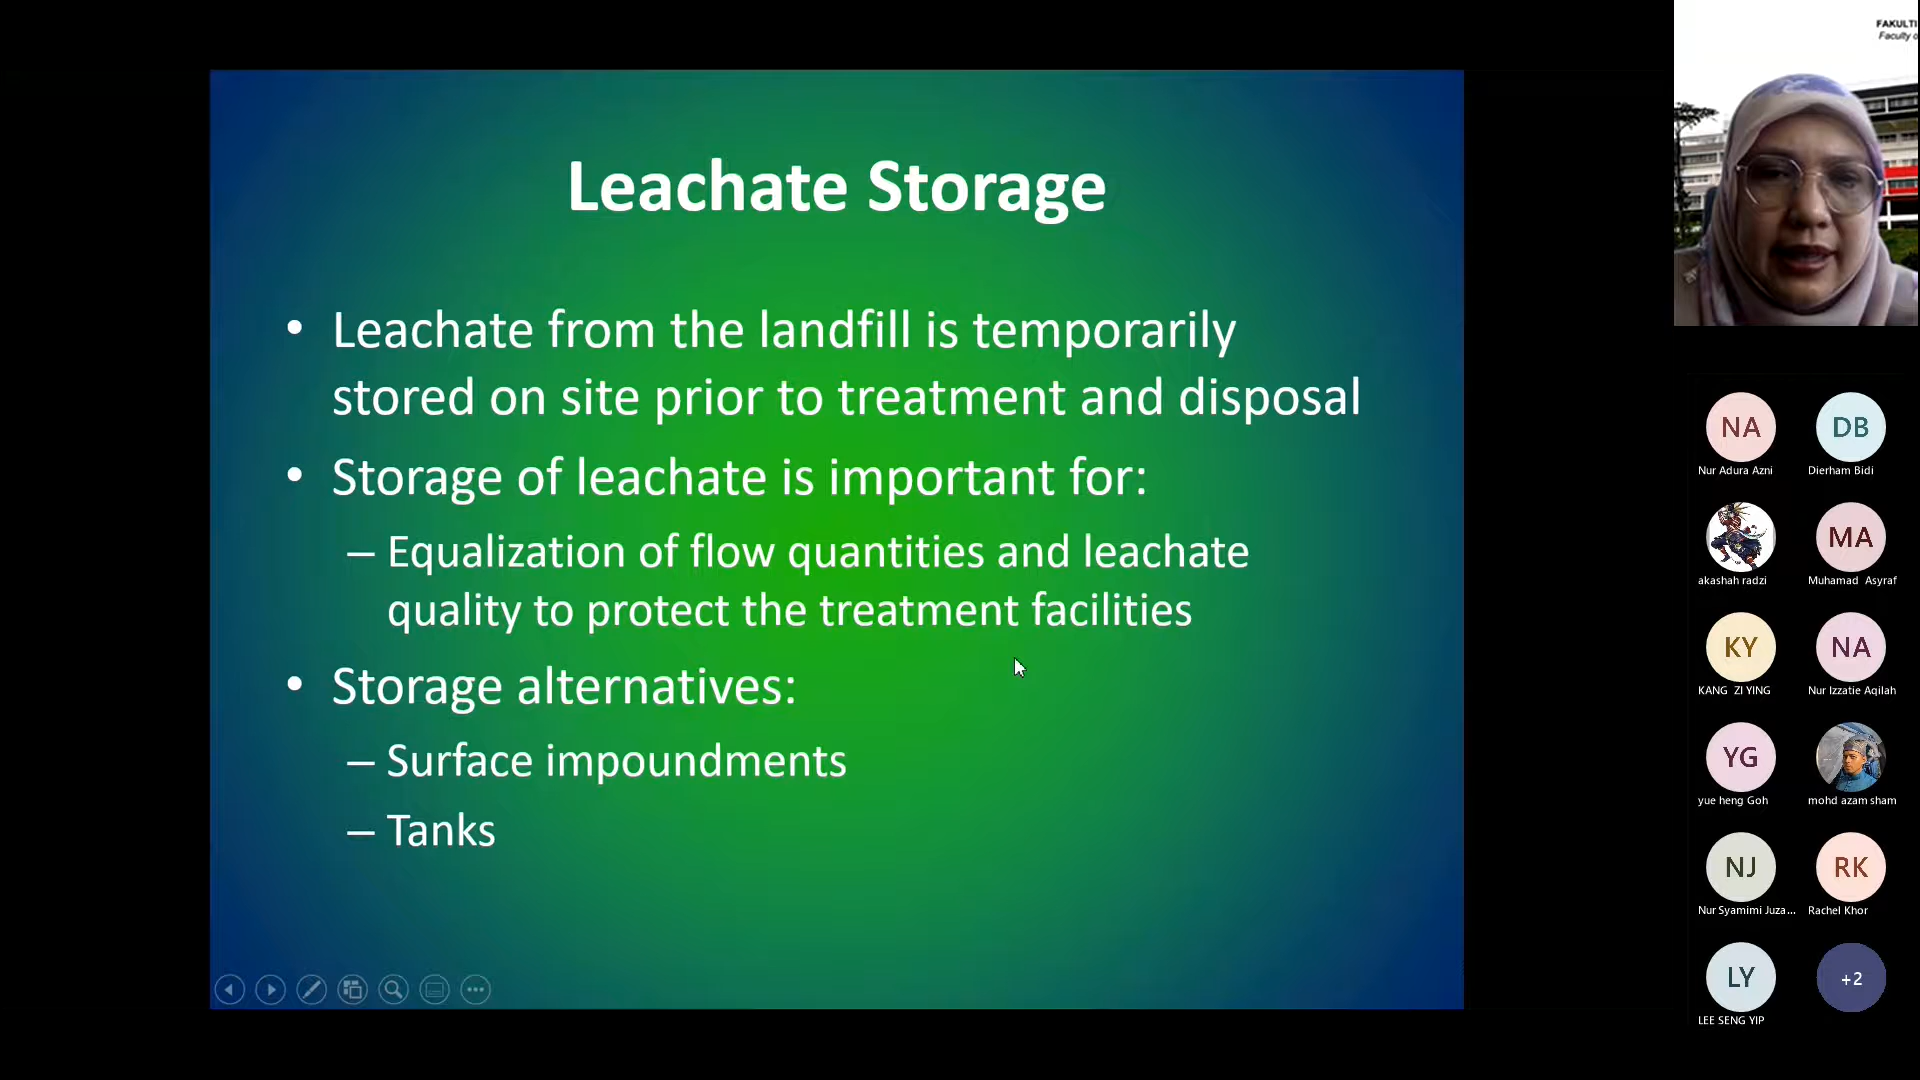 Leachate Storage
• Leachate from the landfill is temporarily
stored on site prior to treatment and disposal
• Storage of leachate is important for:
– Equalization of flow quantities and leachate
quality to protect the treatment facilities
• Storage alternatives:
– Surface impoundments
– Tanks
FAKULTI
Faculty o
NA
DB
Nur Adura Azni
Dierham Bidi
MA
akashah radzi
Muhamad Asyraf
KY
NA
KANG ZI YING
Nur Izzatie Aqilah
YG
yue heng Goh
mohd azam sham
NJ
RK
Nur Syamimi Juza...
Rachel Khor
LY
+2
LEE SENG YIP